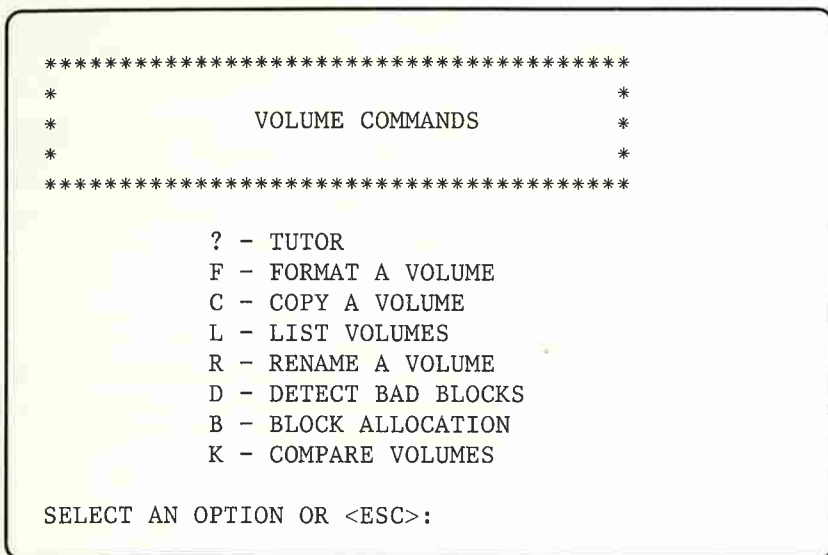 ***************************************
*                                     *
*             VOLUME COMMANDS         *
*                                     *
***************************************
? - TUTOR
F - FORMAT A VOLUME
C - COPY A VOLUME
L - LIST VOLUMES
R - RENAME A VOLUME
D - DETECT BAD BLOCKS
B - BLOCK ALLOCATION
K - COMPARE VOLUMES
SELECT AN OPTION OR <ESC>: